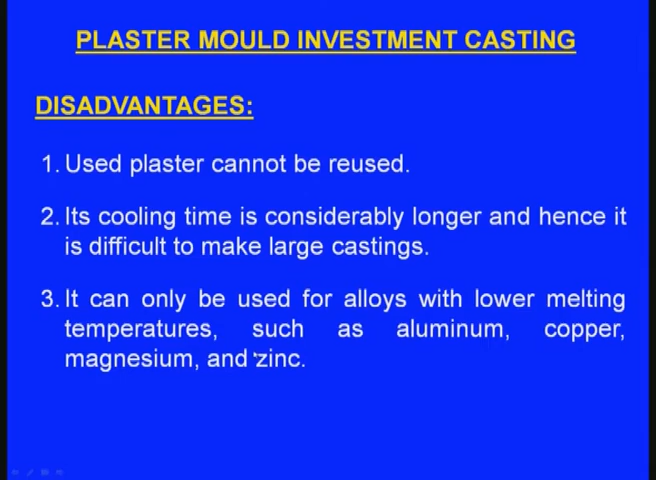 PLASTER MOULD INVESTMENT CASTING
DISADVANTAGES:
1. Used plaster cannot be reused.
2. Its cooling time is considerably longer and hence it
is difficult to make large castings.
3. It can only be used for alloys with lower melting
temperatures, such as aluminum, copper,
magnesium, and zinc.